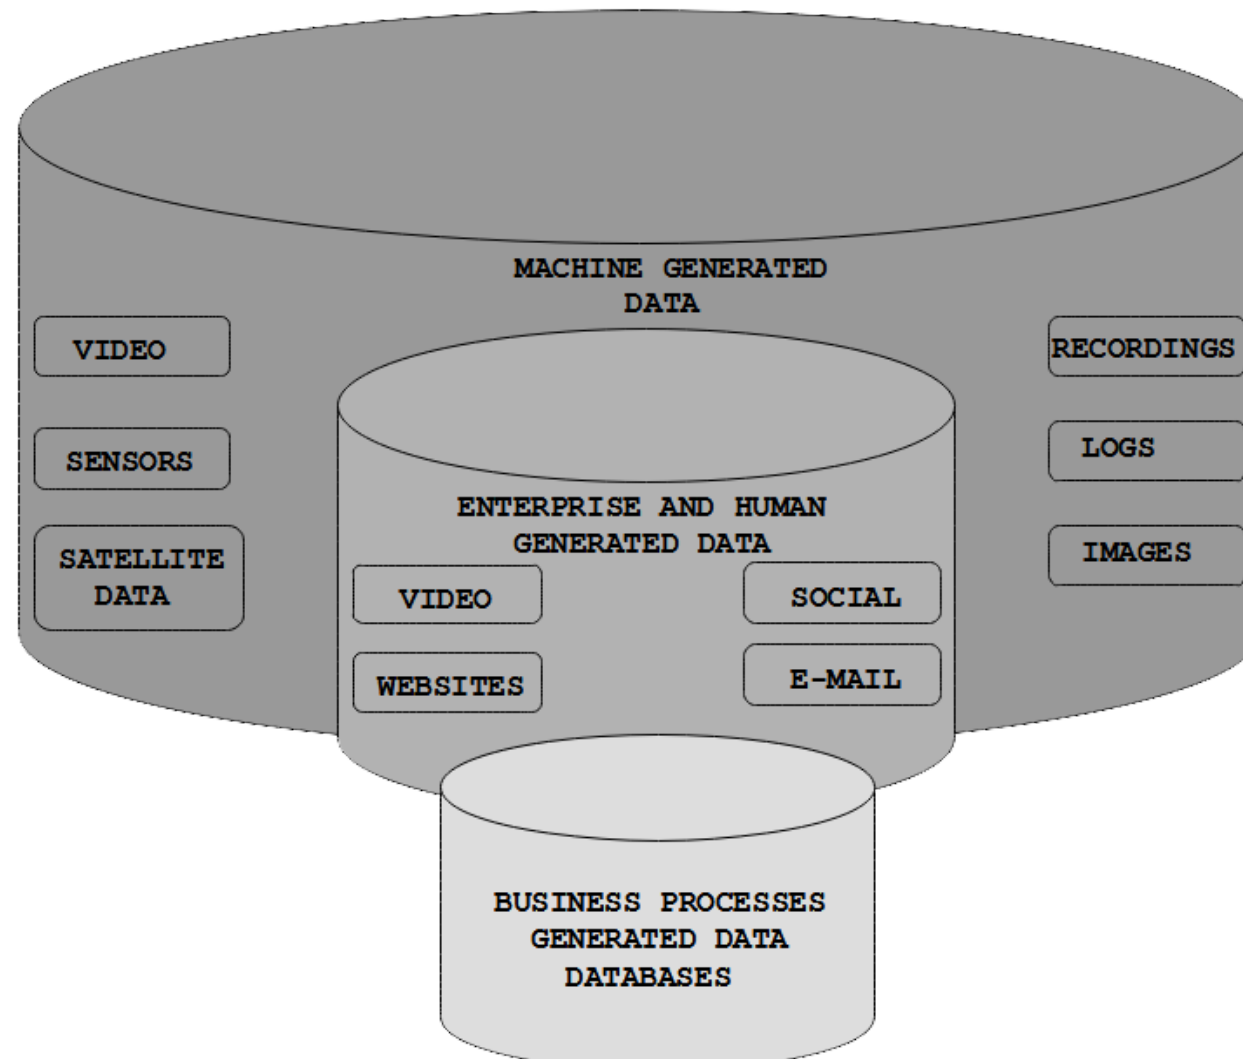 MACHINE GENERATED
DATA
VIDEO
RECORDINGS
SENSORS
LOGS
SATELLITE
DATA
IMAGES
ENTERPRISE AND HUMAN
GENERATED DATA
VIDEO
SOCIAL
WEBSITES
E-MAIL
BUSINESS PROCESSES
GENERATED DATA
DATABASES